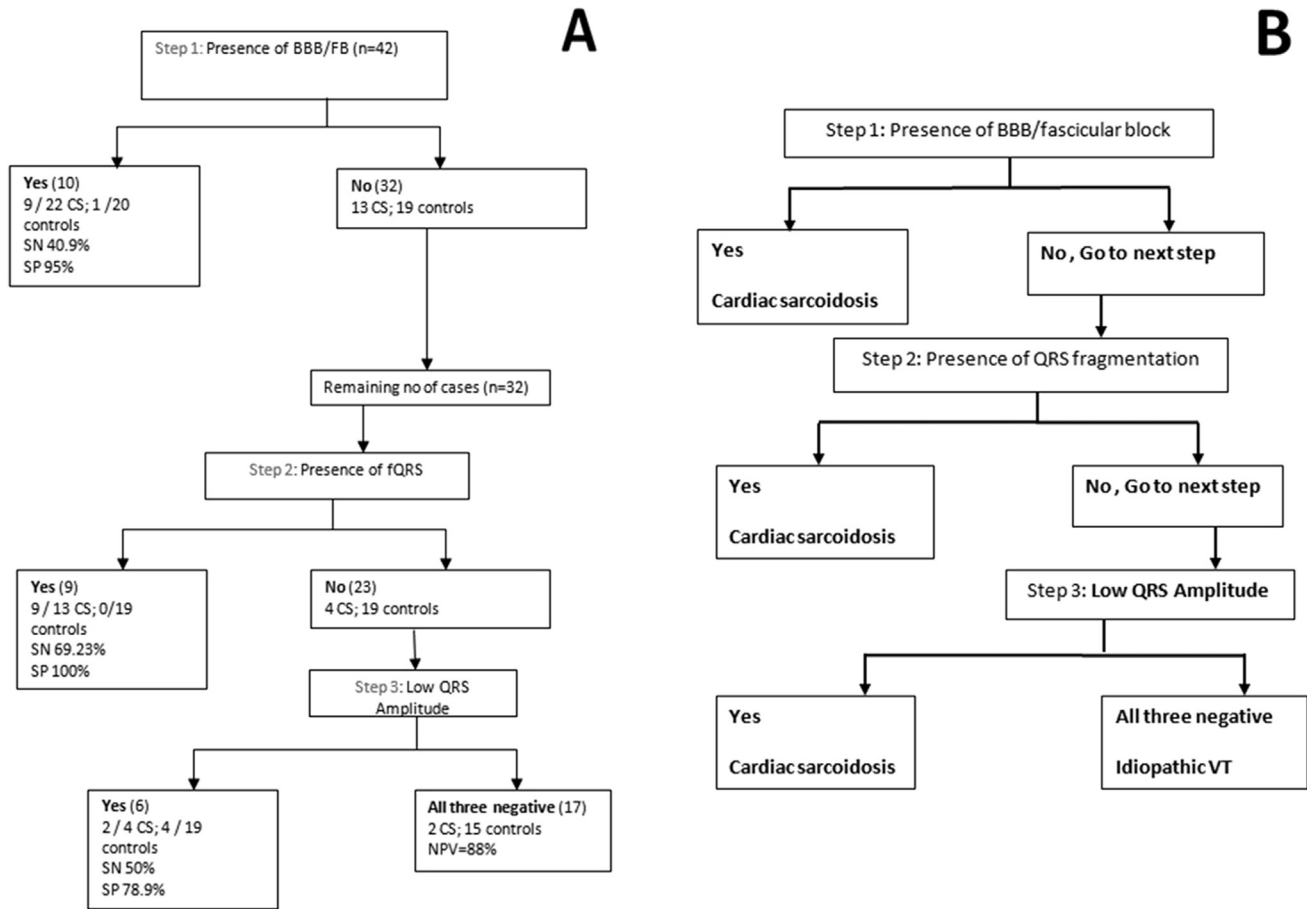 A
Step 1: Presence of BBB/FB (n=42)
Yes (10)
9 / 22 CS; 1 /20
controls
SN 40.9%
SP 95%
No (32)
13 CS; 19 controls
Remaining no of cases (n=32)
Step 2: Presence of fQRS
Yes (9)
9 / 13 CS; 0/19
controls
SN 69.23%
SP 100%
No (23)
4 CS; 19 controls
Step 3: Low QRS
Amplitude
Yes (6)
2 / 4 CS; 4 / 19
controls
SN 50%
SP 78.9%
All three negative (17)
2 CS; 15 controls
NPV=88%
B
Step 1: Presence of BBB/fascicular block
Yes
Cardiac sarcoidosis
No , Go to next step
Step 2: Presence of QRS fragmentation
Yes
Cardiac sarcoidosis
No, Go to next step
Step 3: Low QRS Amplitude
Yes
Cardiac sarcoidosis
All three negative
Idiopathic VT